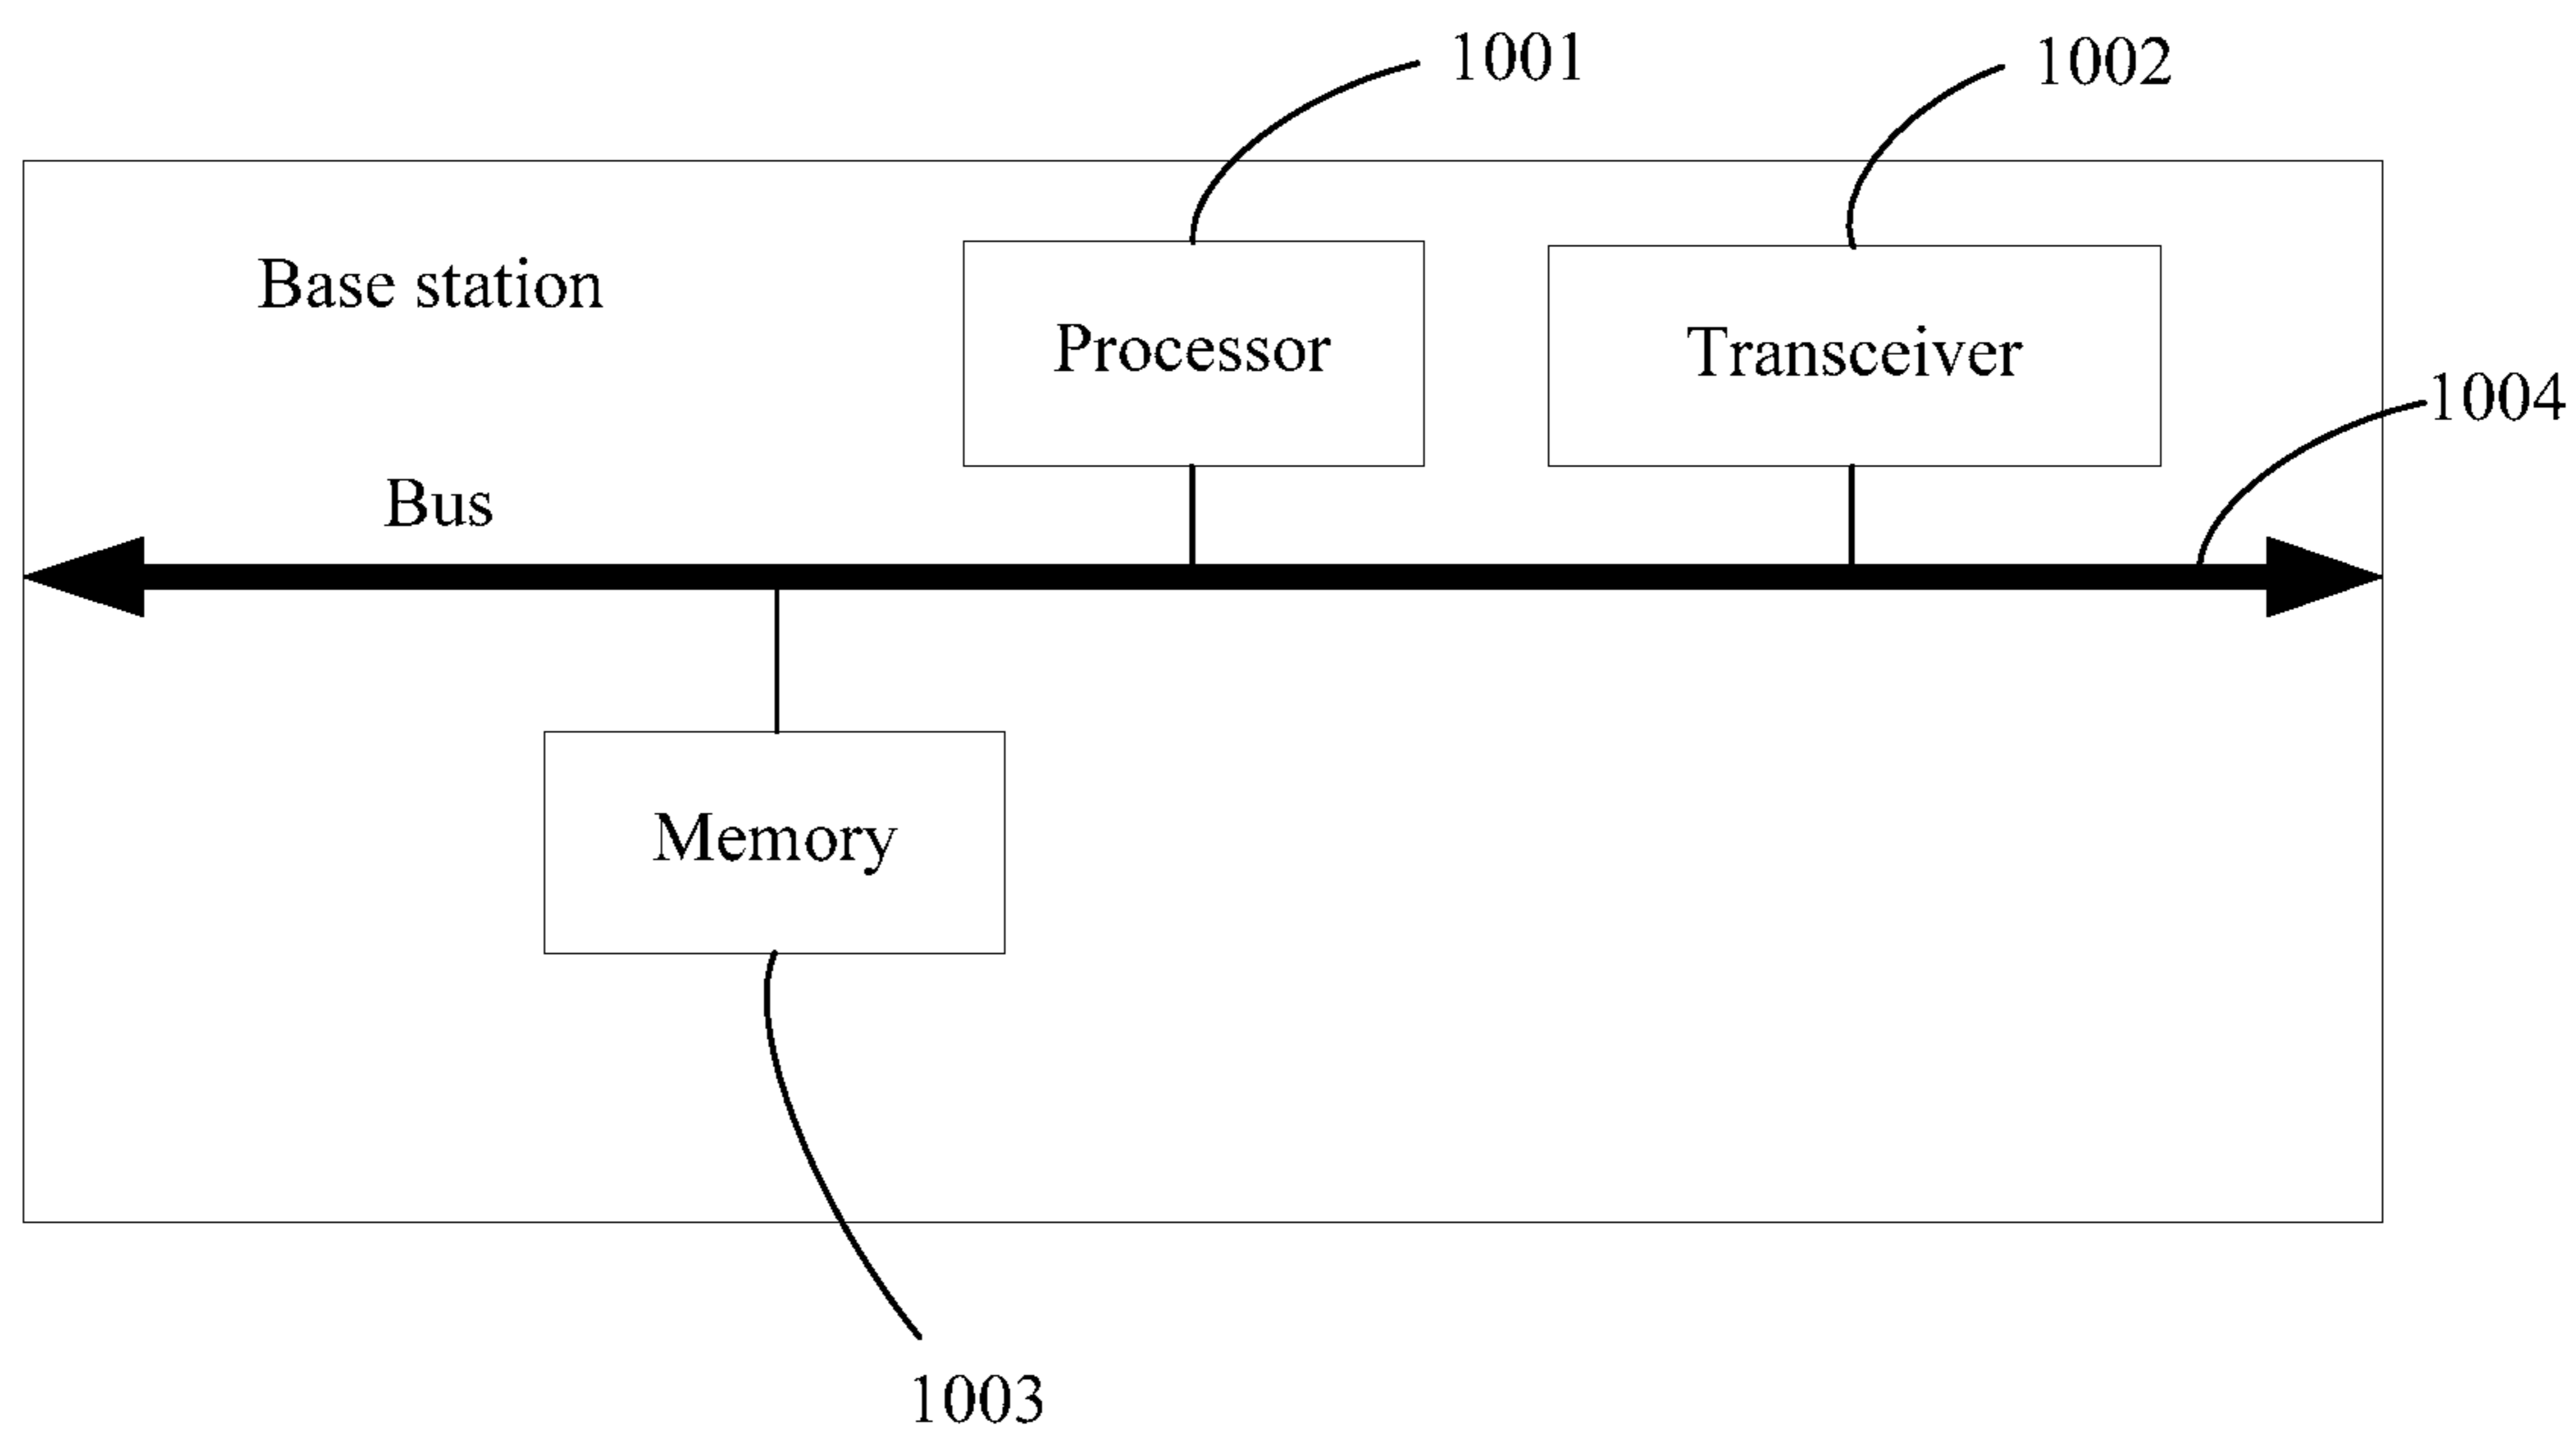 1001
1002
Base station
Processor
Transceiver
1004
Bus
Memory
1003